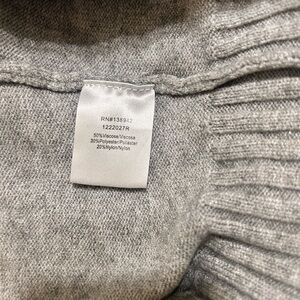 RN#138942
1222027R
50%Viscose/Viscosa
30%Polyester/Poliester
20%Nylon/Nylon